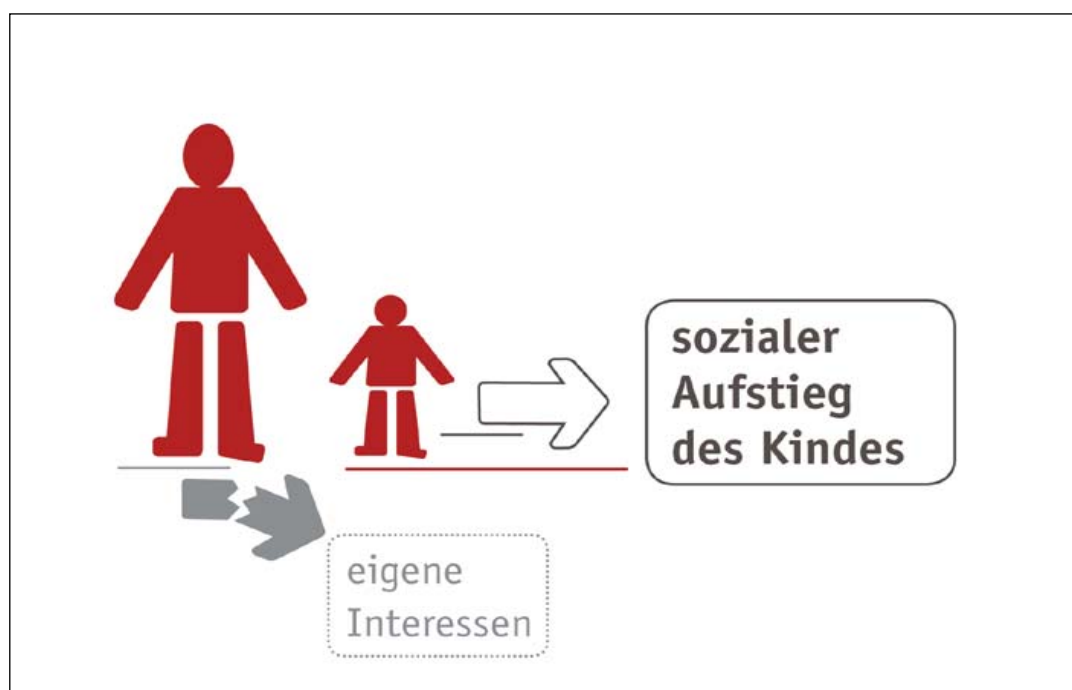 sozialer
Aufstieg
des Kindes
eigene
Interessen